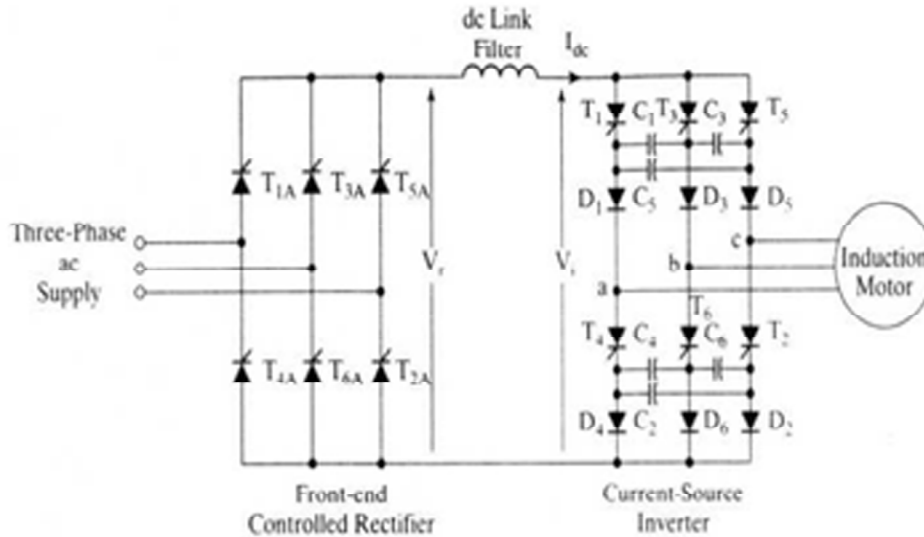 dc Link
Filter
I_dc
T_1 C_1 T_3 C_3 T_5
T_1A T_3A T_5A
D_1 C_5 D_3 D_5
Three-Phase
ac
Supply
V_r
V_i
c
b
a
Induction
Motor
T_6
T_4 C_4 C_6 T_2
T_4A T_6A T_2A
D_4 C_2 D_6 D_2
Front-end
Controlled Rectifier
Current-Source
Inverter